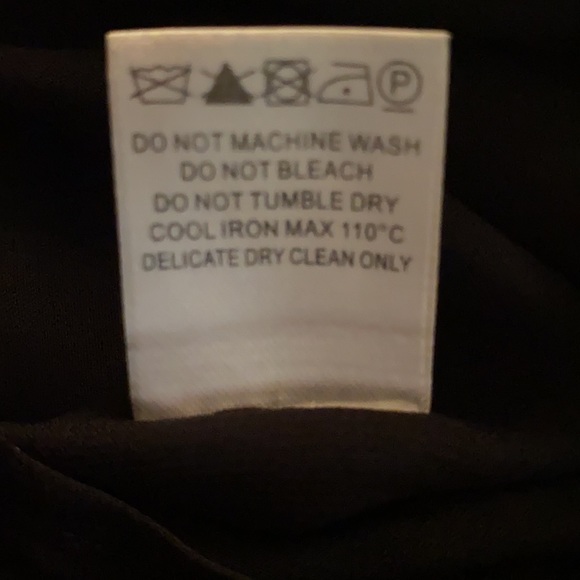 P
DO NOT MACHINE WASH
DO NOT BLEACH
DO NOT TUMBLE DRY
COOL IRON MAX 110°C
DELICATE DRY CLEAN ONLY